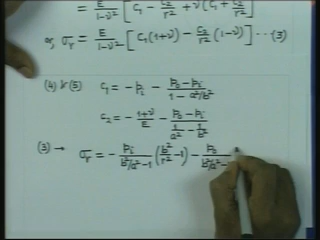 = E/(1-ν²) [ c₁ - c₂/r² + ν(c₁ + c₂/r²
or, σᵣ = E/(1-ν²) [ c₁(1+ν) - c₂/r² (1-ν) ] ---(3)
(4) & (5) c₁ = - pᵢ - (p₀ - pᵢ)/(1 - a²/b²)
c₂ = - (1+ν)/E - (p₀ - pᵢ)/(1/a² - 1/b²)
(3) → σᵣ = - pᵢ/(b²/a² - 1) (b²/r² - 1) - p₀/(b²/a² -